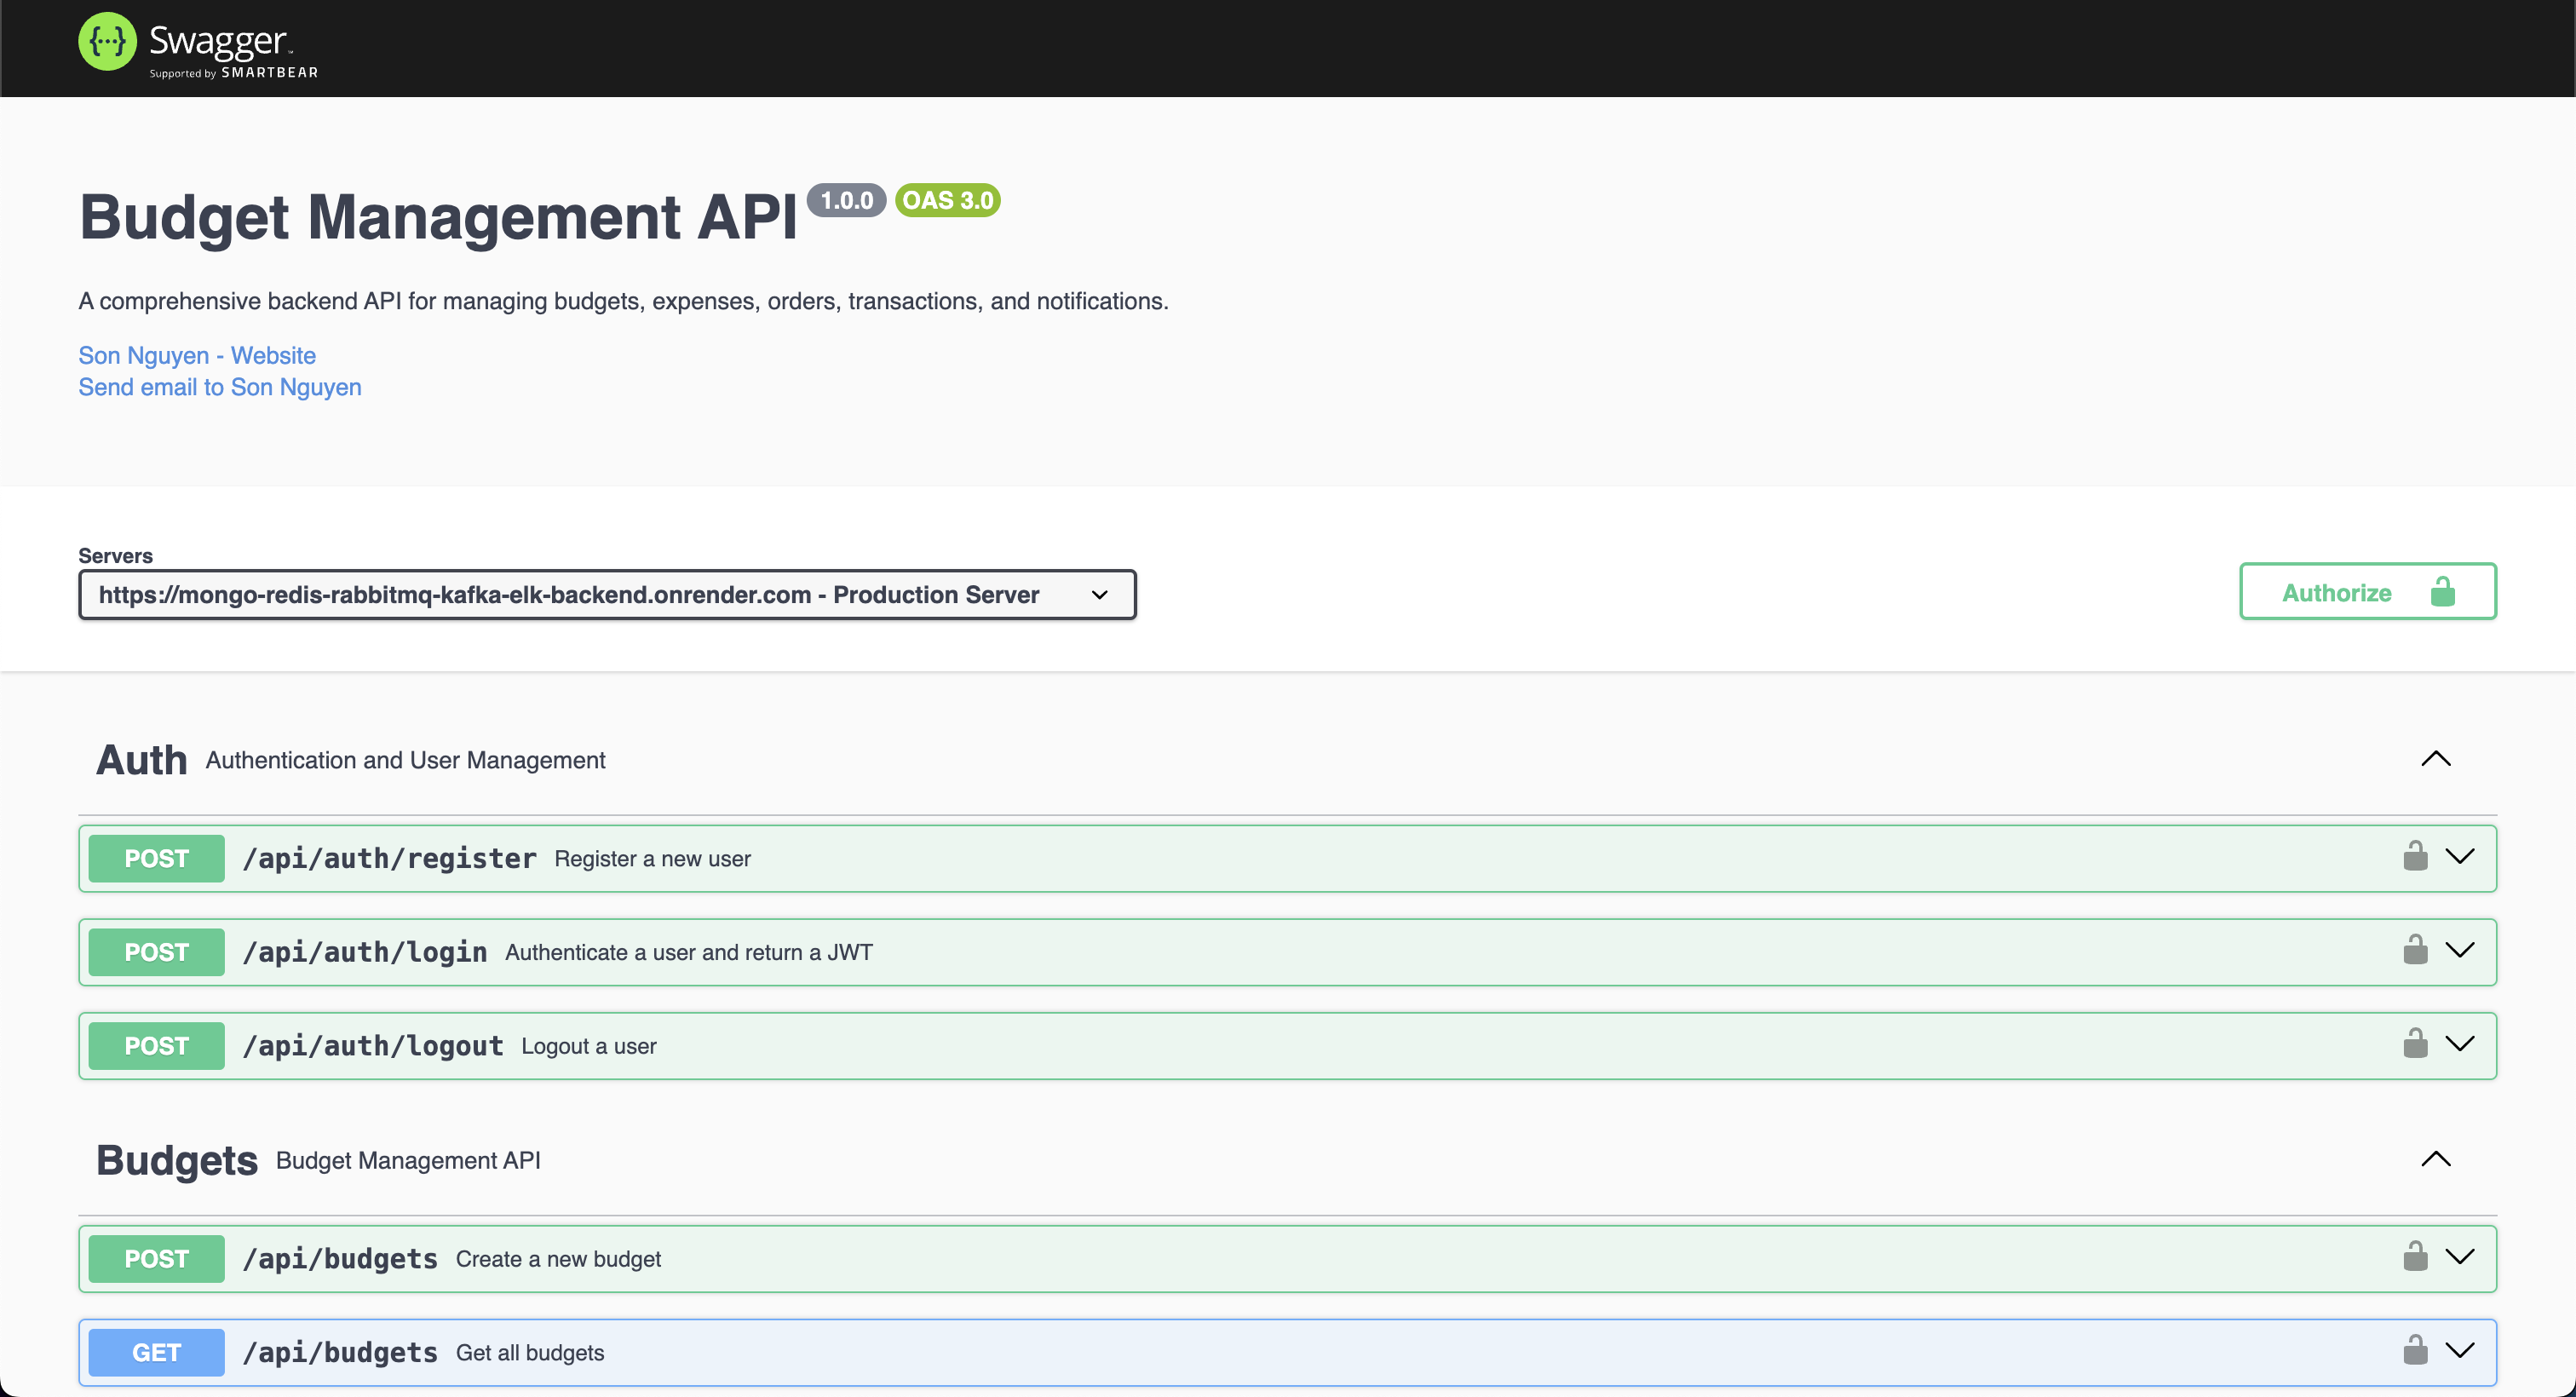 Swagger
Supported by SMARTBEAR
Budget Management API 1.0.0 OAS 3.0
A comprehensive backend API for managing budgets, expenses, orders, transactions, and notifications.
Son Nguyen - Website
Send email to Son Nguyen
Servers
https://mongo-redis-rabbitmq-kafka-elk-backend.onrender.com - Production Server
Authorize
Auth Authentication and User Management
POST /api/auth/register Register a new user
POST /api/auth/login Authenticate a user and return a JWT
POST /api/auth/logout Logout a user
Budgets Budget Management API
POST /api/budgets Create a new budget
GET /api/budgets Get all budgets